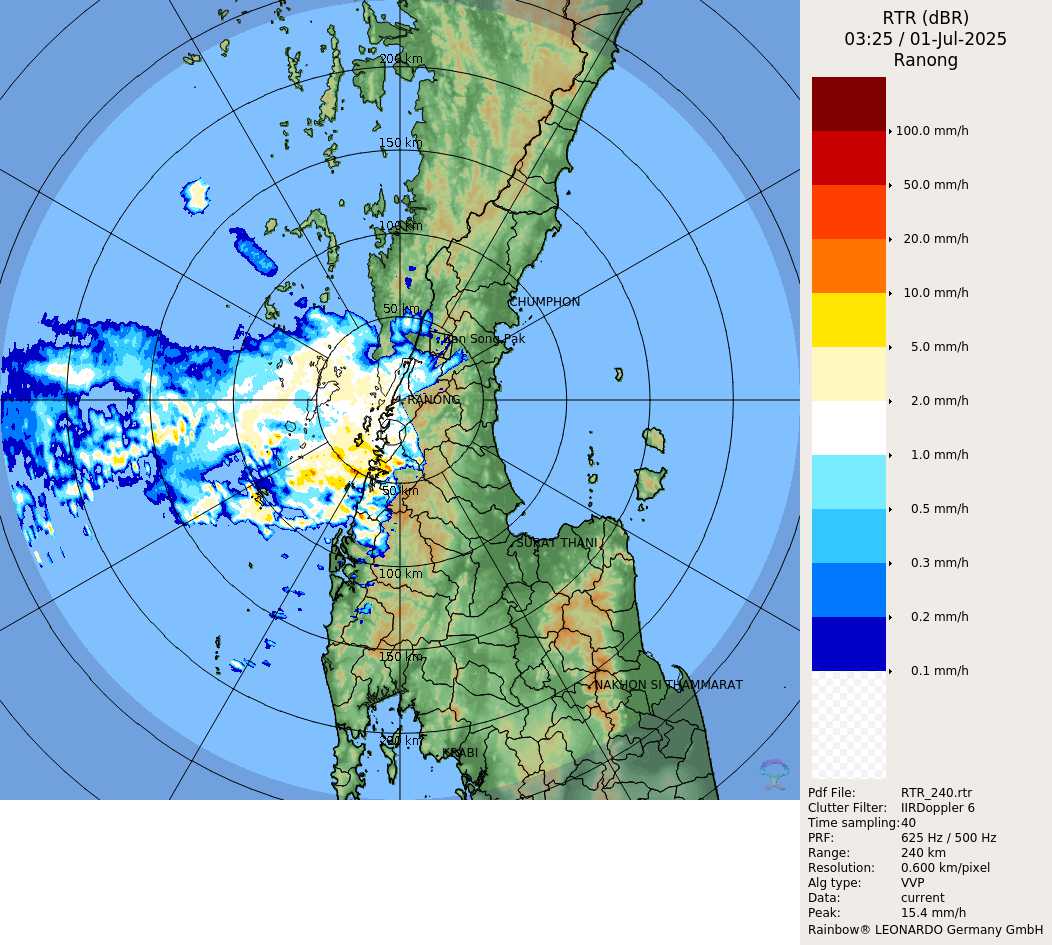 RTR (dBR)
03:25 / 01-Jul-2025
Ranong
100.0 mm/h
50.0 mm/h
20.0 mm/h
10.0 mm/h
5.0 mm/h
2.0 mm/h
1.0 mm/h
0.5 mm/h
0.3 mm/h
0.2 mm/h
0.1 mm/h
Pdf File: RTR_240.rtr
Clutter Filter: IIRDoppler 6
Time sampling:40
PRF: 625 Hz / 500 Hz
Range: 240 km
Resolution: 0.600 km/pixel
Alg type: VVP
Data: current
Peak: 15.4 mm/h
Rainbow® LEONARDO Germany GmbH
200 km
150 km
100 km
50 km
CHUMPHON
Ban Song Pak
RANONG
50 km
SURAT THANI
100 km
150 km
NAKHON SI THAMMARAT
200 km
KRABI